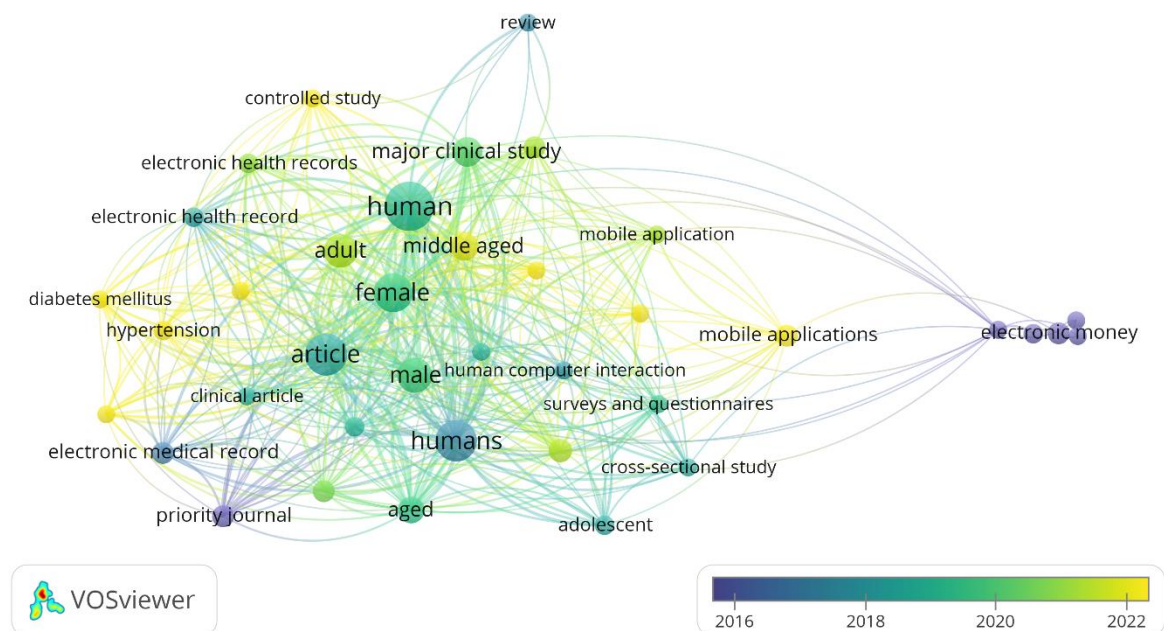 review
controlled study
major clinical study
electronic health records
human
electronic health record
mobile application
adult
middle aged
female
diabetes mellitus
hypertension
mobile applications
electronic money
article
human computer interaction
male
clinical article
surveys and questionnaires
humans
electronic medical record
cross-sectional study
aged
priority journal
adolescent
VOSviewer
2016 2018 2020 2022